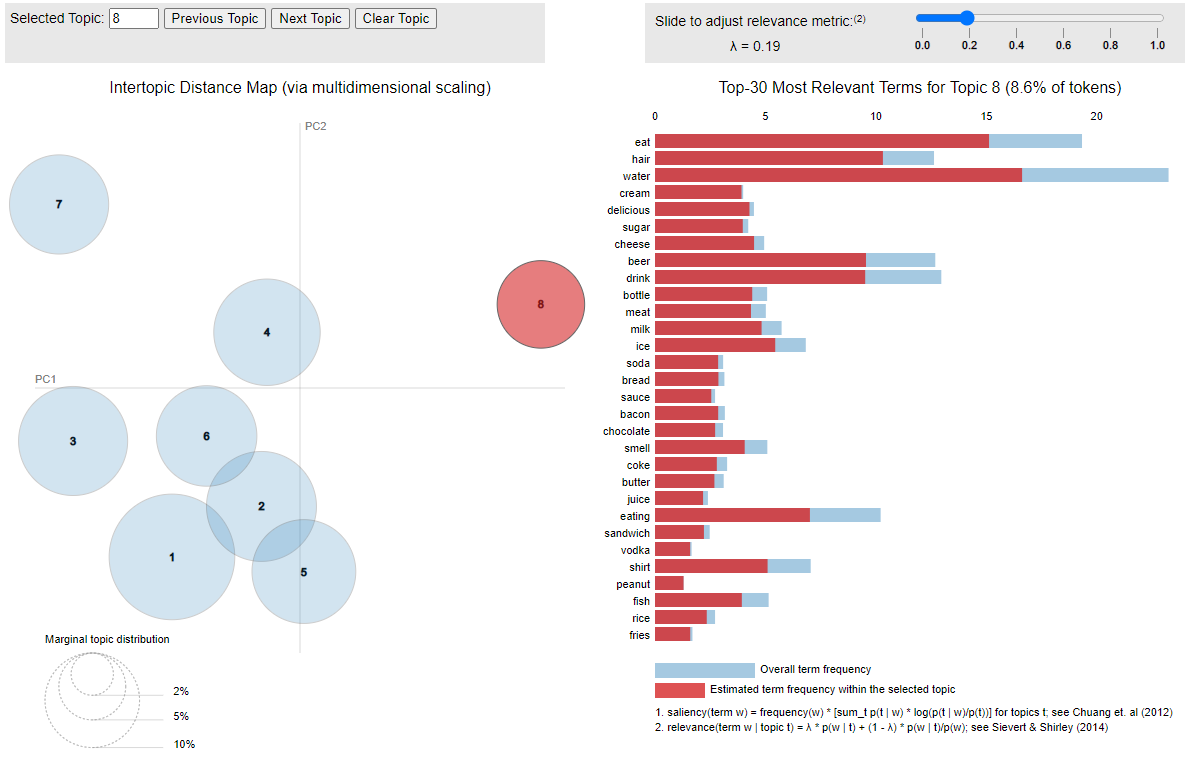 Selected Topic: 8 Previous Topic Next Topic Clear Topic
Slide to adjust relevance metric:(2)
λ = 0.19
0.0 0.2 0.4 0.6 0.8 1.0
Intertopic Distance Map (via multidimensional scaling)
PC2
PC1
7
8
4
3
6
2
1
5
Marginal topic distribution
2%
5%
10%
Top-30 Most Relevant Terms for Topic 8 (8.6% of tokens)
0 5 10 15 20
eat
hair
water
cream
delicious
sugar
cheese
beer
drink
bottle
meat
milk
ice
soda
bread
sauce
bacon
chocolate
smell
coke
butter
juice
eating
sandwich
vodka
shirt
peanut
fish
rice
fries
Overall term frequency
Estimated term frequency within the selected topic
1. saliency(term w) = frequency(w) * [sum_t p(t | w) * log(p(t | w)/p(t))] for topics t; see Chuang et. al (2012)
2. relevance(term w | topic t) = λ * p(w | t) + (1 - λ) * p(w | t)/p(w); see Sievert & Shirley (2014)